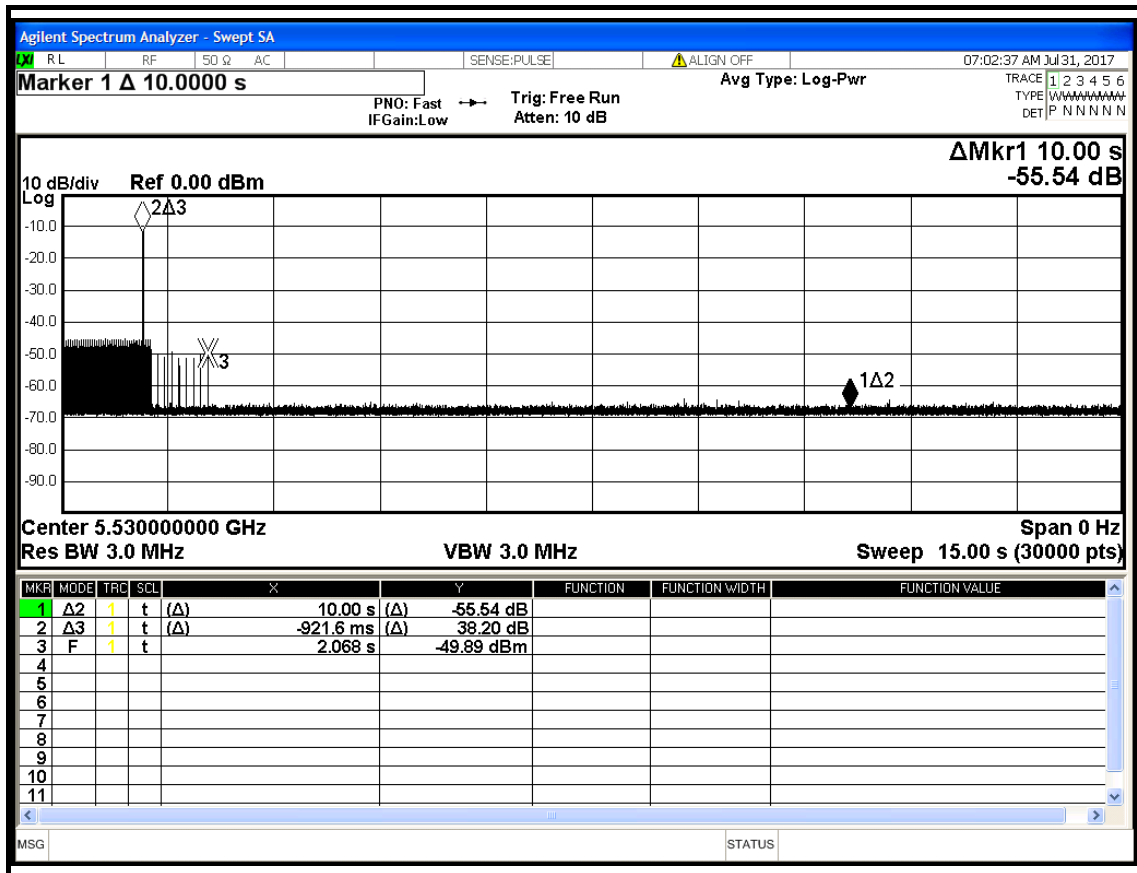 Agilent Spectrum Analyzer - Swept SA
LXI RL RF 50 Ω AC SENSE:PULSE ALIGN OFF 07:02:37 AM Jul 31, 2017
Marker 1 Δ 10.0000 s
PNO: Fast
IFGain:Low
Trig: Free Run
Atten: 10 dB
Avg Type: Log-Pwr
TRACE 1 2 3 4 5 6
TYPE
DET P N N N N N
ΔMkr1 10.00 s
-55.54 dB
10 dB/div Ref 0.00 dBm
Log
2Δ3
-10.0
-20.0
-30.0
-40.0
-50.0
3
-60.0
1Δ2
-70.0
-80.0
-90.0
Center 5.530000000 GHz Span 0 Hz
Res BW 3.0 MHz VBW 3.0 MHz Sweep 15.00 s (30000 pts)
MKR MODE TRC SCL X Y FUNCTION FUNCTION WIDTH FUNCTION VALUE
1 Δ2 1 t (Δ) 10.00 s (Δ) -55.54 dB
2 Δ3 1 t (Δ) -921.6 ms (Δ) 38.20 dB
3 F 1 t 2.068 s -49.89 dBm
4
5
6
7
8
9
10
11
MSG STATUS